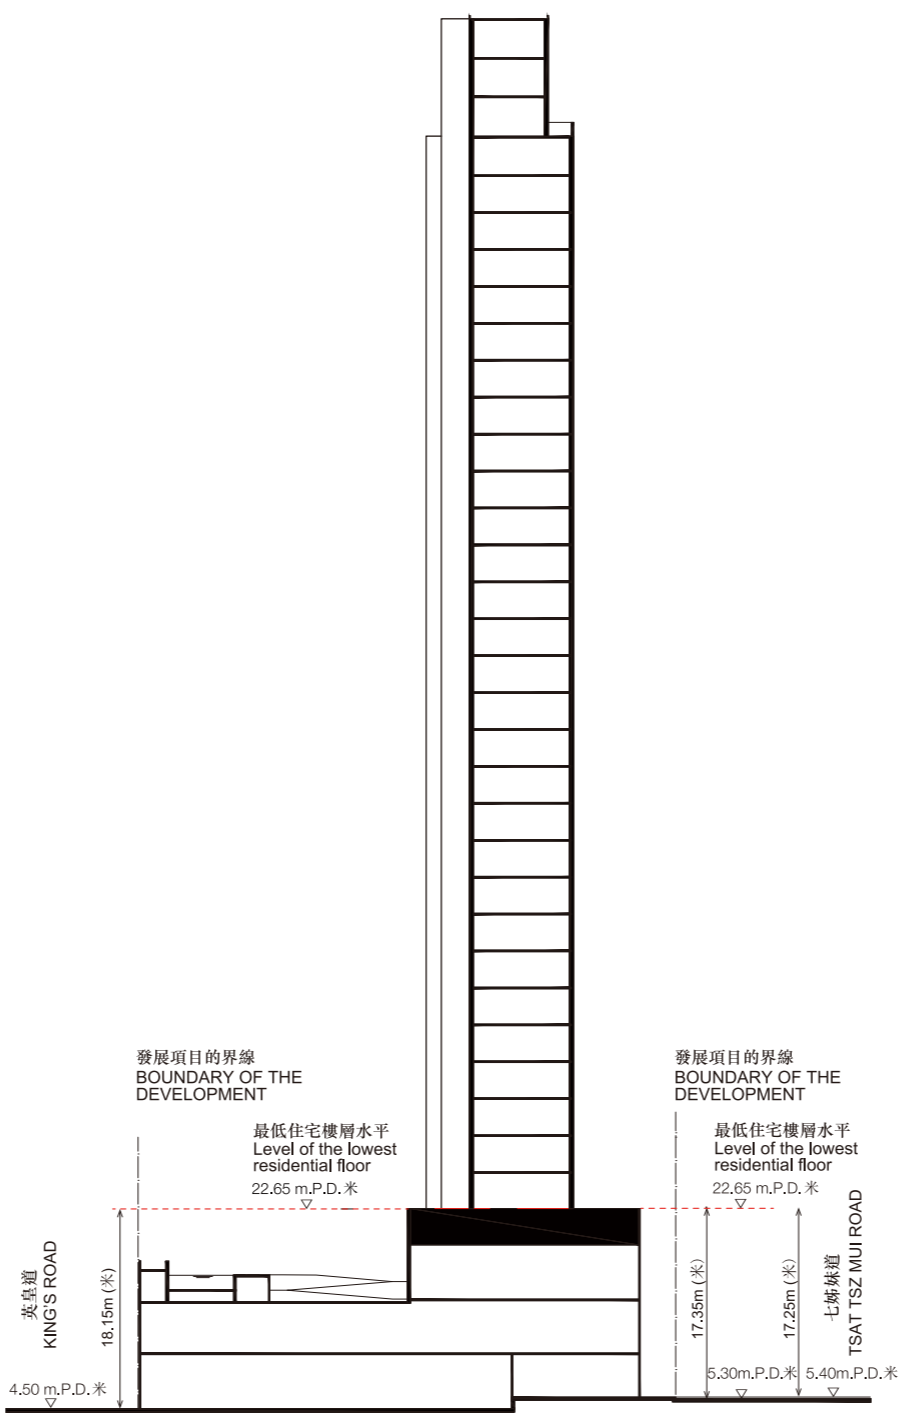 發展項目的界線
BOUNDARY OF THE
DEVELOPMENT
最低住宅樓層水平
Level of the lowest
residential floor
22.65 m.P.D.米
英皇道
KING'S ROAD
18.15m (米)
4.50 m.P.D.米
發展項目的界線
BOUNDARY OF THE
DEVELOPMENT
最低住宅樓層水平
Level of the lowest
residential floor
22.65 m.P.D.米
17.35m (米)
17.25m (米)
七姊妹道
TSAT TSZ MUI ROAD
5.30m.P.D.米
5.40m.P.D.米